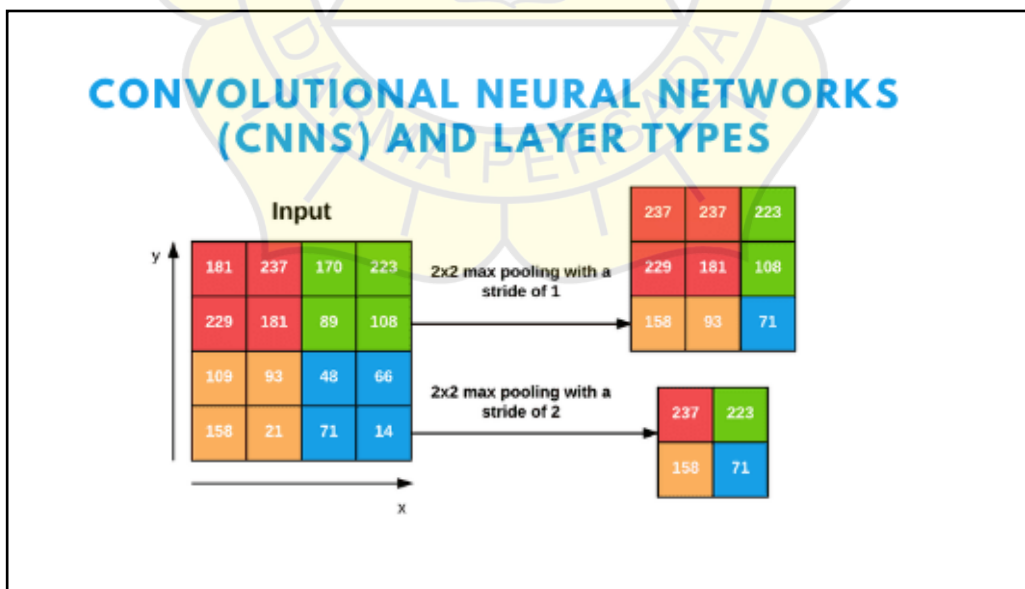 DARMA PERSADA
CONVOLUTIONAL NEURAL NETWORKS
(CNNS) AND LAYER TYPES
Input
y
181 237 170 223
229 181 89 108
109 93 48 66
158 21 71 14
x
2x2 max pooling with a
stride of 1
237 237 223
229 181 108
158 93 71
2x2 max pooling with a
stride of 2
237 223
158 71